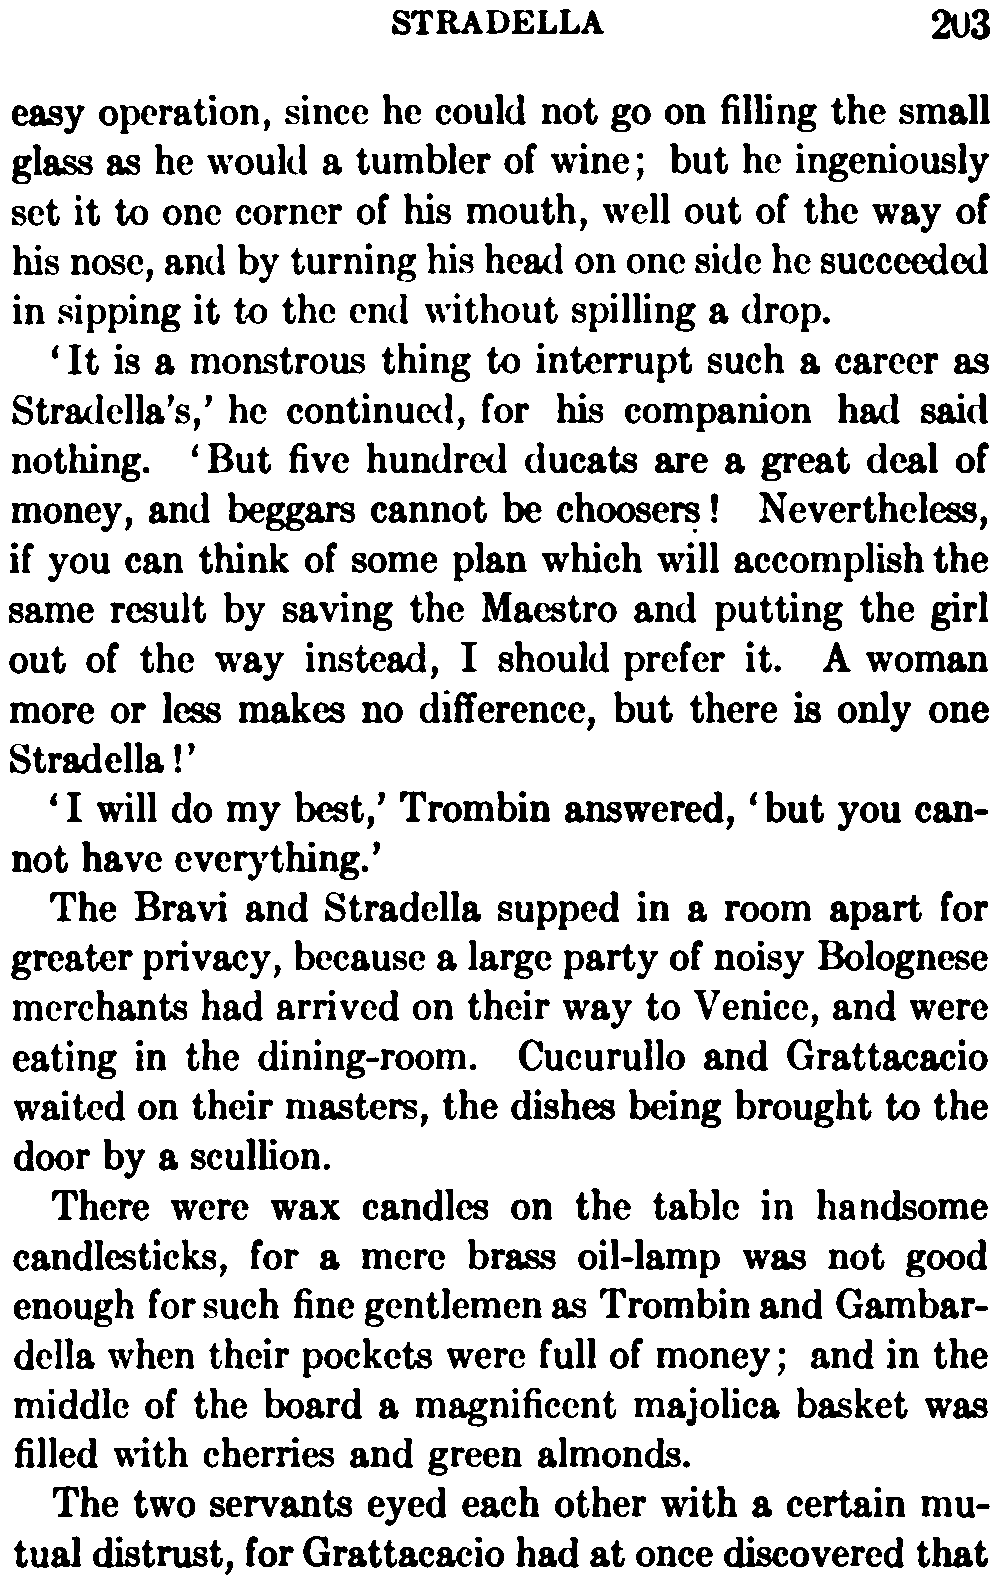 STRADELLA 203
easy operation, since he could not go on filling the small
glass as he would a tumbler of wine; but he ingeniously
set it to one corner of his mouth, well out of the way of
his nose, and by turning his head on one side he succeeded
in sipping it to the end without spilling a drop.
‘It is a monstrous thing to interrupt such a career as
Stradella’s,’ he continued, for his companion had said
nothing. ‘But five hundred ducats are a great deal of
money, and beggars cannot be choosers! Nevertheless,
if you can think of some plan which will accomplish the
same result by saving the Maestro and putting the girl
out of the way instead, I should prefer it. A woman
more or less makes no difference, but there is only one
Stradella!’
‘I will do my best,’ Trombin answered, ‘but you can-
not have everything.’
The Bravi and Stradella supped in a room apart for
greater privacy, because a large party of noisy Bolognese
merchants had arrived on their way to Venice, and were
eating in the dining-room. Cucurullo and Grattacacio
waited on their masters, the dishes being brought to the
door by a scullion.
There were wax candles on the table in handsome
candlesticks, for a mere brass oil-lamp was not good
enough for such fine gentlemen as Trombin and Gambar-
della when their pockets were full of money; and in the
middle of the board a magnificent majolica basket was
filled with cherries and green almonds.
The two servants eyed each other with a certain mu-
tual distrust, for Grattacacio had at once discovered that